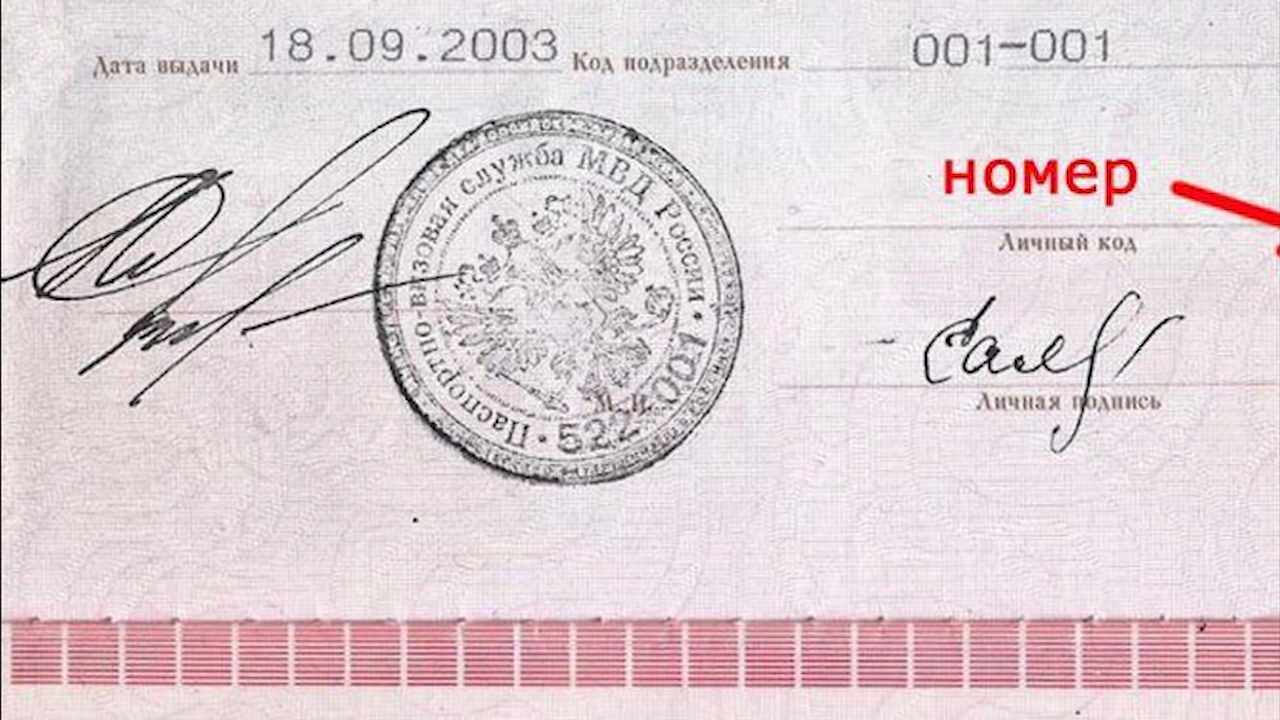 Дата выдачи 18.09.2003 Код подразделения 001-001
номер
Личный код
Паспортно-визовая служба МВД России • 522-001 •
М. П.
Личная подпись